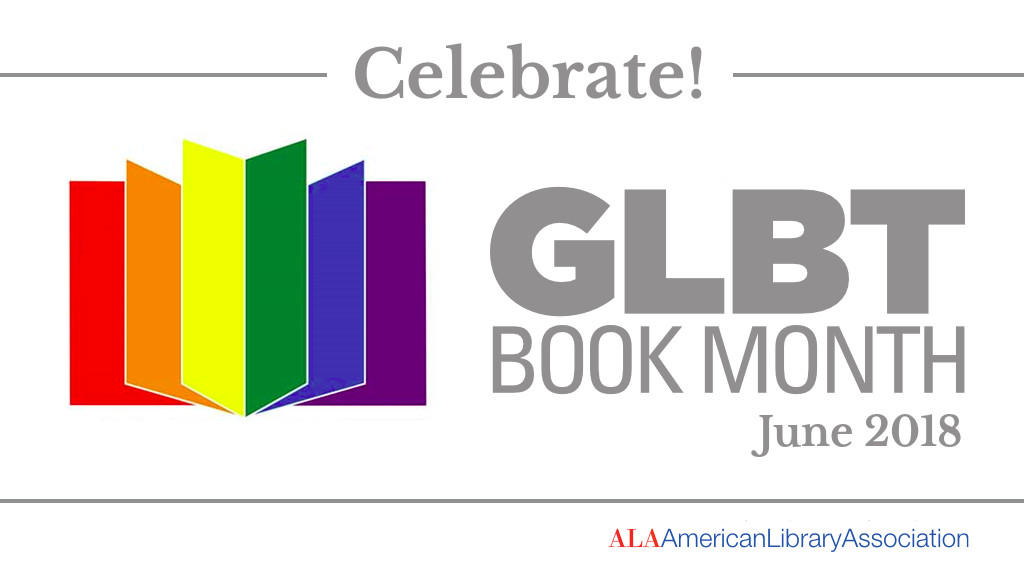 Celebrate!
GLBT
BOOK MONTH
June 2018
ALAAmericanLibraryAssociation